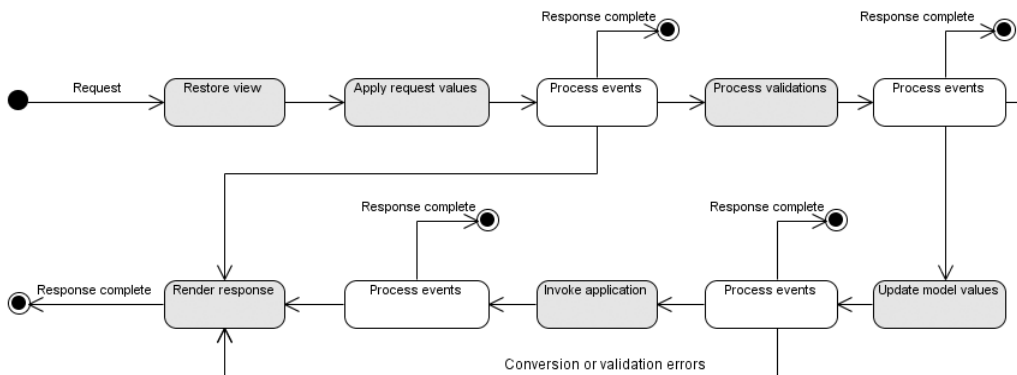 Response complete
Response complete
Request
Restore view
Apply request values
Process events
Process validations
Process events
Response complete
Response complete
Response complete
Render response
Process events
Invoke application
Process events
Update model values
Conversion or validation errors